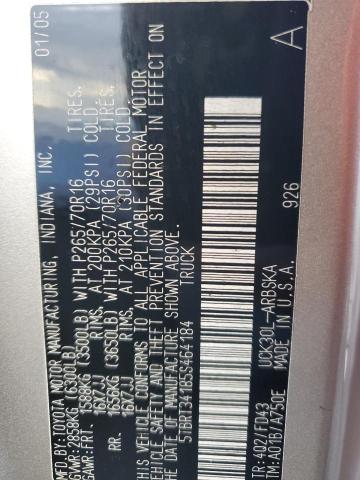 MFD.BY:TOYOTA MOTOR MANUFACTURING, INDIANA, INC. 01/05
GVWR:2858KG (6300LB)
GAWR:FRT. 1588KG (3500LB) WITH P265/70R16 TIRES.
16X7JJ RIMS, AT 200KPA (29PSI) COLD.
RR. 1656KG (3650LB) WITH P265/70R16 TIRES.
16X7JJ RIMS, AT 210KPA (30PSI) COLD.
THIS VEHICLE CONFORMS TO ALL APPLICABLE FEDERAL MOTOR
VEHICLE SAFETY AND THEFT PREVENTION STANDARDS IN EFFECT ON
THE DATE OF MANUFACTURE SHOWN ABOVE.
5TBRT34185S464184 TRUCK
A
926
UCK30L-ARBSKA
TR:402/FD43
TM:A01B/A750E MADE IN U.S.A.